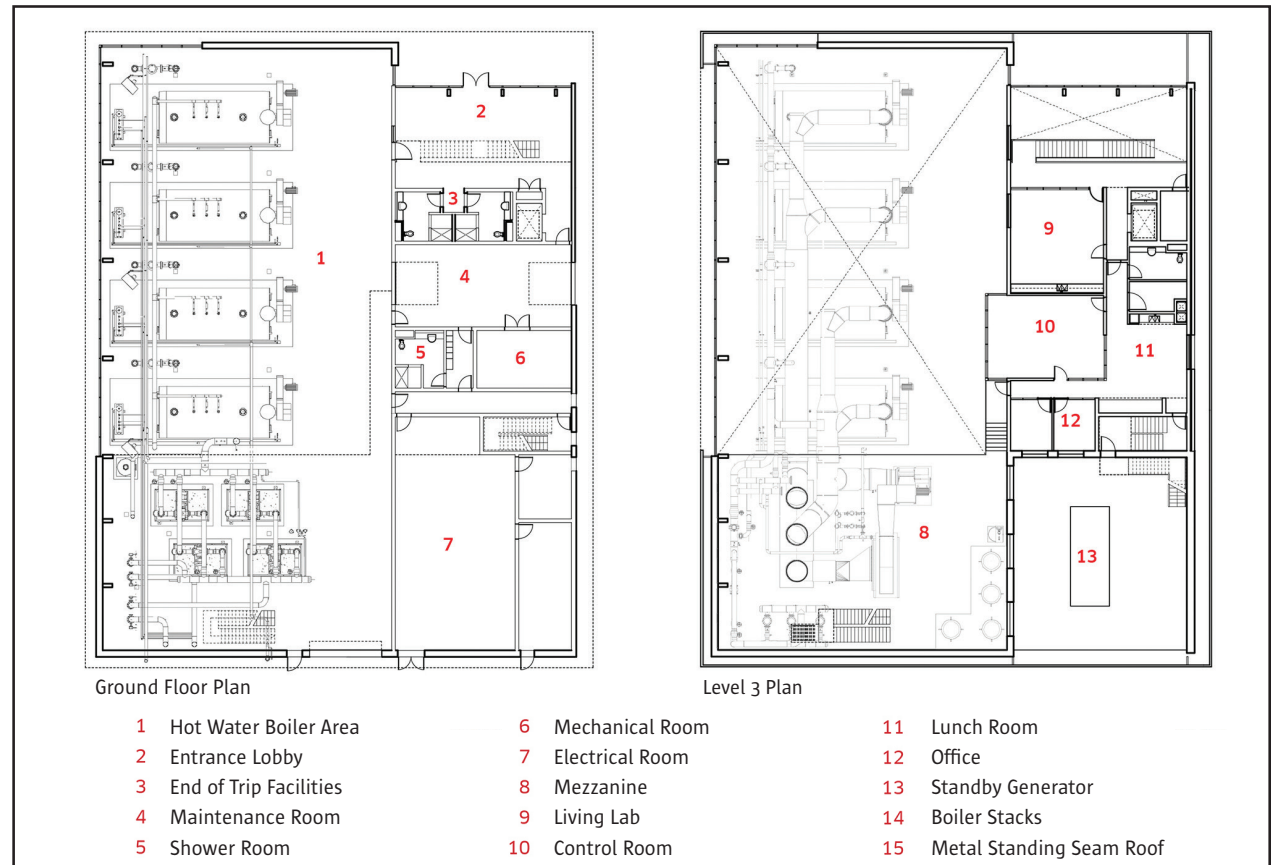 2
3
1
4
5
6
7
9
10
11
12
8
13
Ground Floor Plan
Level 3 Plan
1 Hot Water Boiler Area
2 Entrance Lobby
3 End of Trip Facilities
4 Maintenance Room
5 Shower Room
6 Mechanical Room
7 Electrical Room
8 Mezzanine
9 Living Lab
10 Control Room
11 Lunch Room
12 Office
13 Standby Generator
14 Boiler Stacks
15 Metal Standing Seam Roof